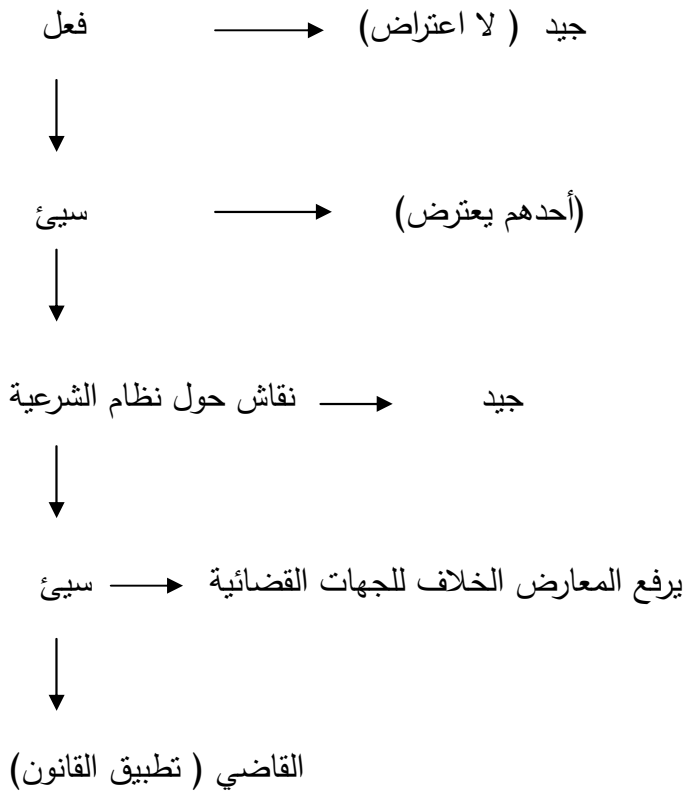 فعل ⟶ جيد ( لا اعتراض)
سيئ ⟶ (أحدهم يعترض)
نقاش حول نظام الشرعية ⟶ جيد
سيئ ⟶ يرفع المعارض الخلاف للجهات القضائية
القاضي ( تطبيق القانون)